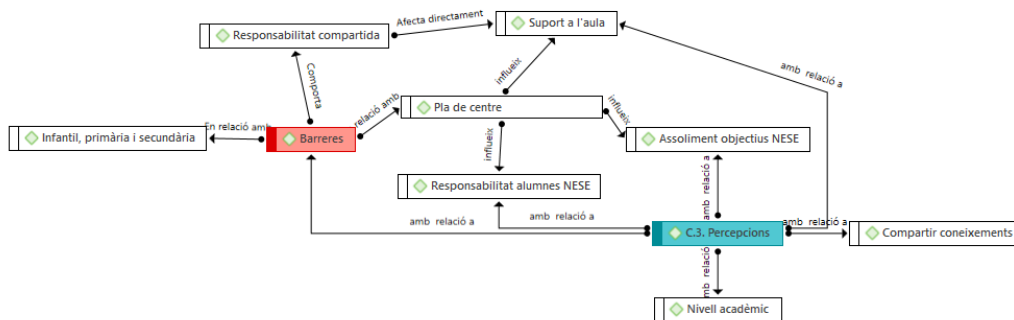 Afecta directament
Suport a l'aula
Responsabilitat compartida
Comporta
amb relació a
influeix
Pla de centre
relació amb
influeix
En relació amb
Infantil, primària i secundària
Barreres
Assoliment objectius NESE
influeix
Responsabilitat alumnes NESE
amb relació a
amb relació a
amb relació a
C.3. Percepcions
amb relació a
Compartir coneixements
amb relació
Nivell acadèmic